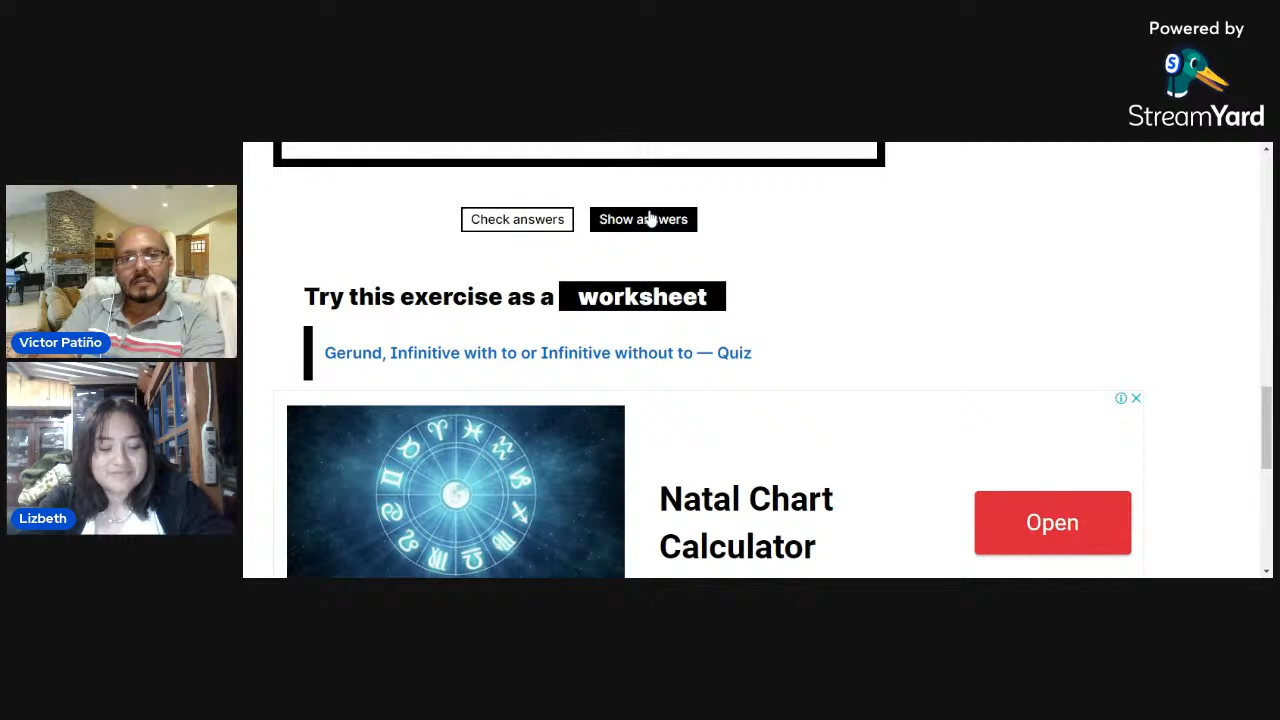 Powered by
S
StreamYard
Check answers
Show answers
Try this exercise as a worksheet
Gerund, Infinitive with to or Infinitive without to — Quiz
Victor Patiño
Natal Chart
Calculator
Open
Lizbeth